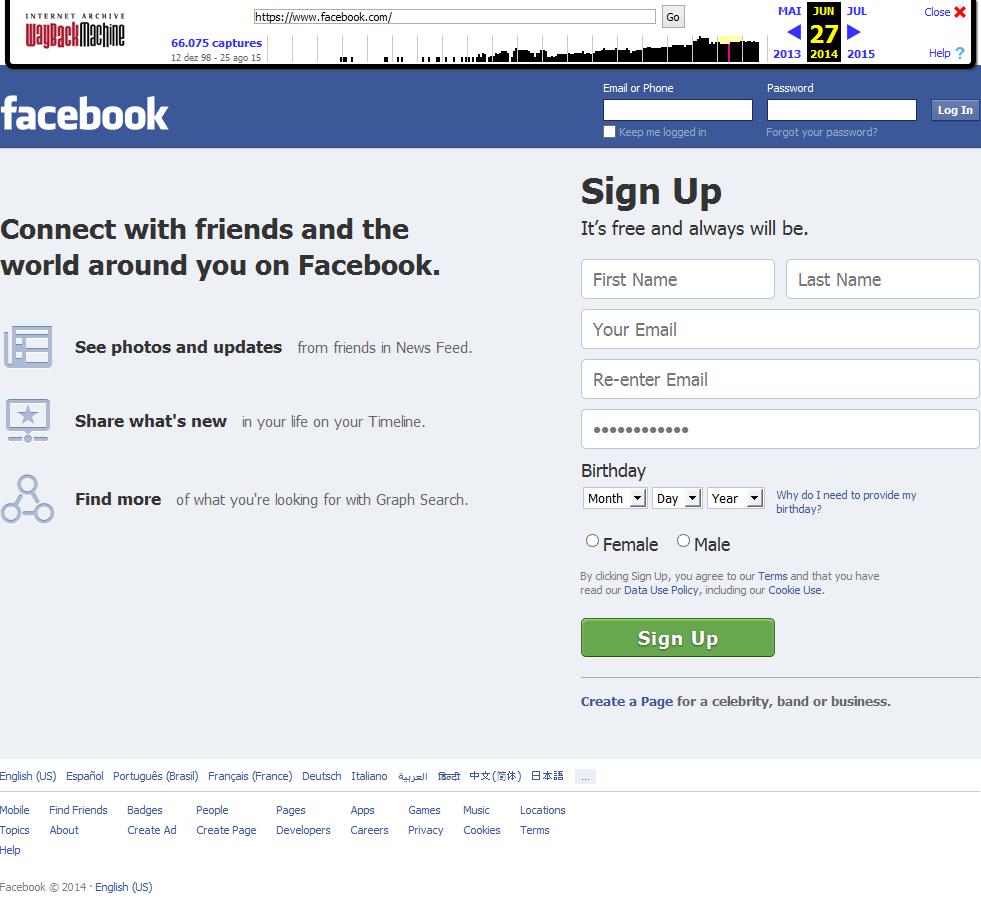 INTERNET ARCHIVE
WayBackMachine
https://www.facebook.com/
Go
66.075 captures
12 dez 98 - 25 ago 15
MAI JUN JUL
27
2013 2014 2015
Close
Help ?
facebook
Email or Phone
Password
Log In
Keep me logged in
Forgot your password?
Connect with friends and the
world around you on Facebook.
See photos and updates from friends in News Feed.
Share what's new in your life on your Timeline.
Find more of what you're looking for with Graph Search.
Sign Up
It’s free and always will be.
First Name
Last Name
Your Email
Re-enter Email
••••••••••••
Birthday
Month Day Year
Why do I need to provide my
birthday?
Female Male
By clicking Sign Up, you agree to our Terms and that you have
read our Data Use Policy, including our Cookie Use.
Sign Up
Create a Page for a celebrity, band or business.
English (US) Español Português (Brasil) Français (France) Deutsch Italiano العربية हिन्दी 中文(简体) 日本語 ...
Mobile Find Friends Badges People Pages Apps Games Music Locations
Topics About Create Ad Create Page Developers Careers Privacy Cookies Terms
Help
Facebook © 2014 · English (US)